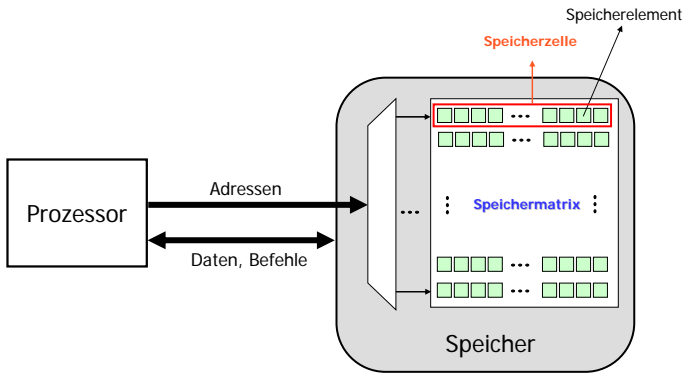 Speicherelement
Speicherzelle
Adressen
Prozessor
Speichermatrix
Daten, Befehle
Speicher